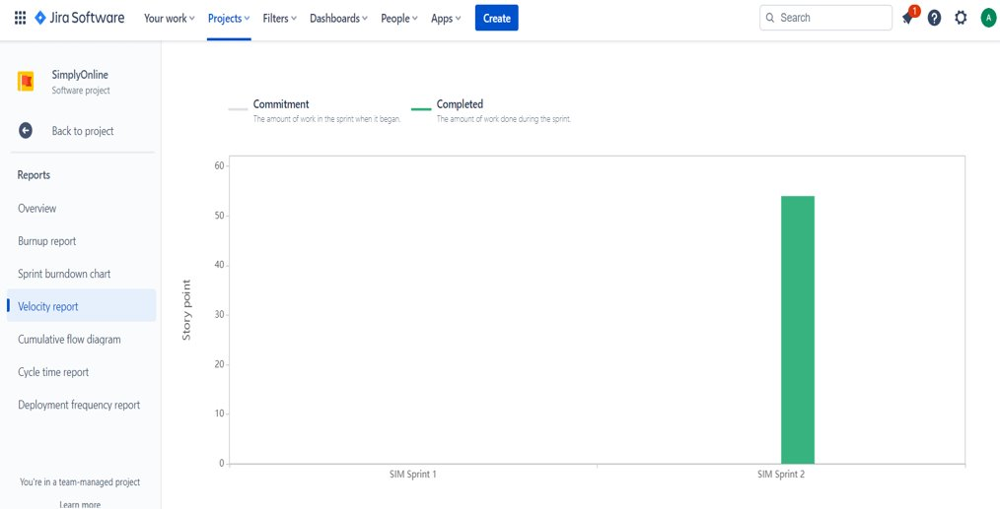 Jira Software Your work Projects Filters Dashboards People Apps Create Search 1 A
SimplyOnline
Software project
Back to project
Reports
Overview
Burnup report
Sprint burndown chart
Velocity report
Cumulative flow diagram
Cycle time report
Deployment frequency report
You're in a team-managed project
Learn more
Commitment
The amount of work in the sprint when it began.
Completed
The amount of work done during the sprint.
Story point
60
50
40
30
20
10
0
SIM Sprint 1 SIM Sprint 2